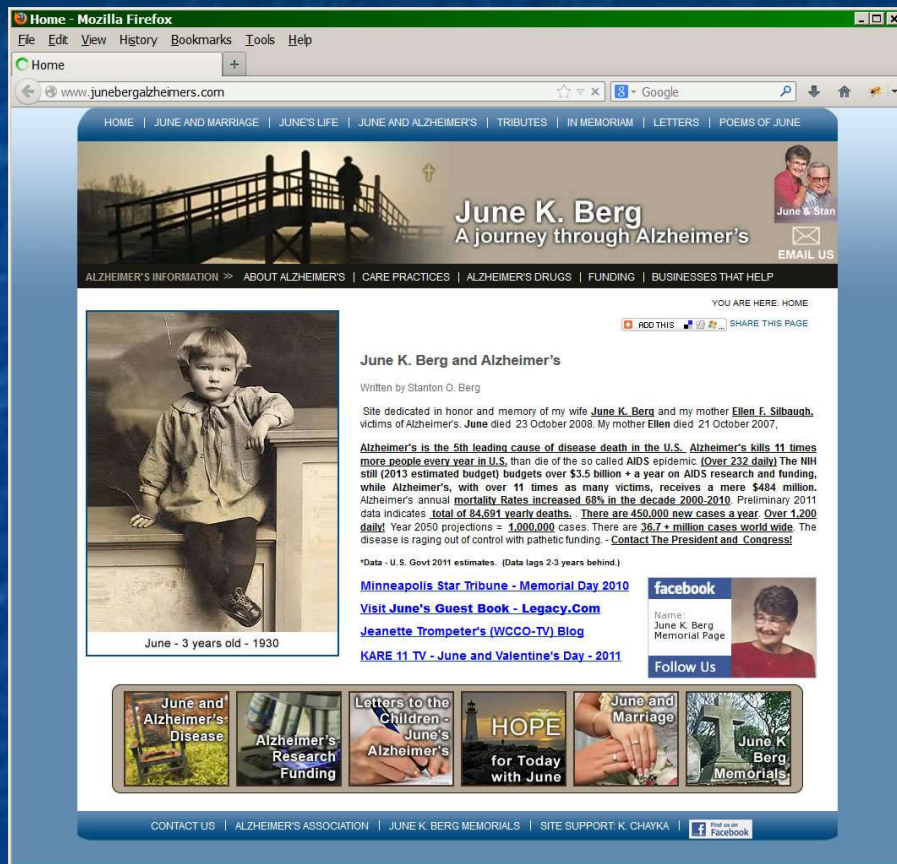 Home - Mozilla Firefox
File Edit View History Bookmarks Tools Help
Home
www.junebergalzheimers.com
Google
HOME | JUNE AND MARRIAGE | JUNE'S LIFE | JUNE AND ALZHEIMER'S | TRIBUTES | IN MEMORIAM | LETTERS | POEMS OF JUNE
June K. Berg
A journey through Alzheimer's
June & Stan
EMAIL US
ALZHEIMER'S INFORMATION >> ABOUT ALZHEIMER'S | CARE PRACTICES | ALZHEIMER'S DRUGS | FUNDING | BUSINESSES THAT HELP
YOU ARE HERE: HOME
ADD THIS SHARE THIS PAGE
June K. Berg and Alzheimer's
Written by Stanton O. Berg
Site dedicated in honor and memory of my wife June K. Berg and my mother Ellen F. Silbaugh,
victims of Alzheimer's. June died 23 October 2008. My mother Ellen died 21 October 2007,
Alzheimer's is the 5th leading cause of disease death in the U.S. Alzheimer's kills 11 times
more people every year in U.S. than die of the so called AIDS epidemic. (Over 232 daily) The NIH
still (2013 estimated budget) budgets over $3.5 billion + a year on AIDS research and funding,
while Alzheimer's, with over 11 times as many victims, receives a mere $484 million.
Alzheimer's annual mortality Rates increased 68% in the decade 2000-2010. Preliminary 2011
data indicates total of 84,691 yearly deaths. . There are 450,000 new cases a year. Over 1,200
daily! Year 2050 projections = 1,000,000 cases. There are 36.7 + million cases world wide. The
disease is raging out of control with pathetic funding. - Contact The President and Congress!
*Data - U.S. Govt 2011 estimates. (Data lags 2-3 years behind.)
Minneapolis Star Tribune - Memorial Day 2010
Visit June's Guest Book - Legacy.Com
Jeanette Trompeter's (WCCO-TV) Blog
KARE 11 TV - June and Valentine's Day - 2011
facebook
Name:
June K. Berg
Memorial Page
Follow Us
June - 3 years old - 1930
June and
Alzheimer's
Disease
Alzheimer's
Research
Funding
Letters to the
Children -
June's
Alzheimer's
HOPE
for Today
with June
June and
Marriage
June K
Berg
Memorials
CONTACT US | ALZHEIMER'S ASSOCIATION | JUNE K. BERG MEMORIALS | SITE SUPPORT: K. CHAYKA |
Find us on
Facebook